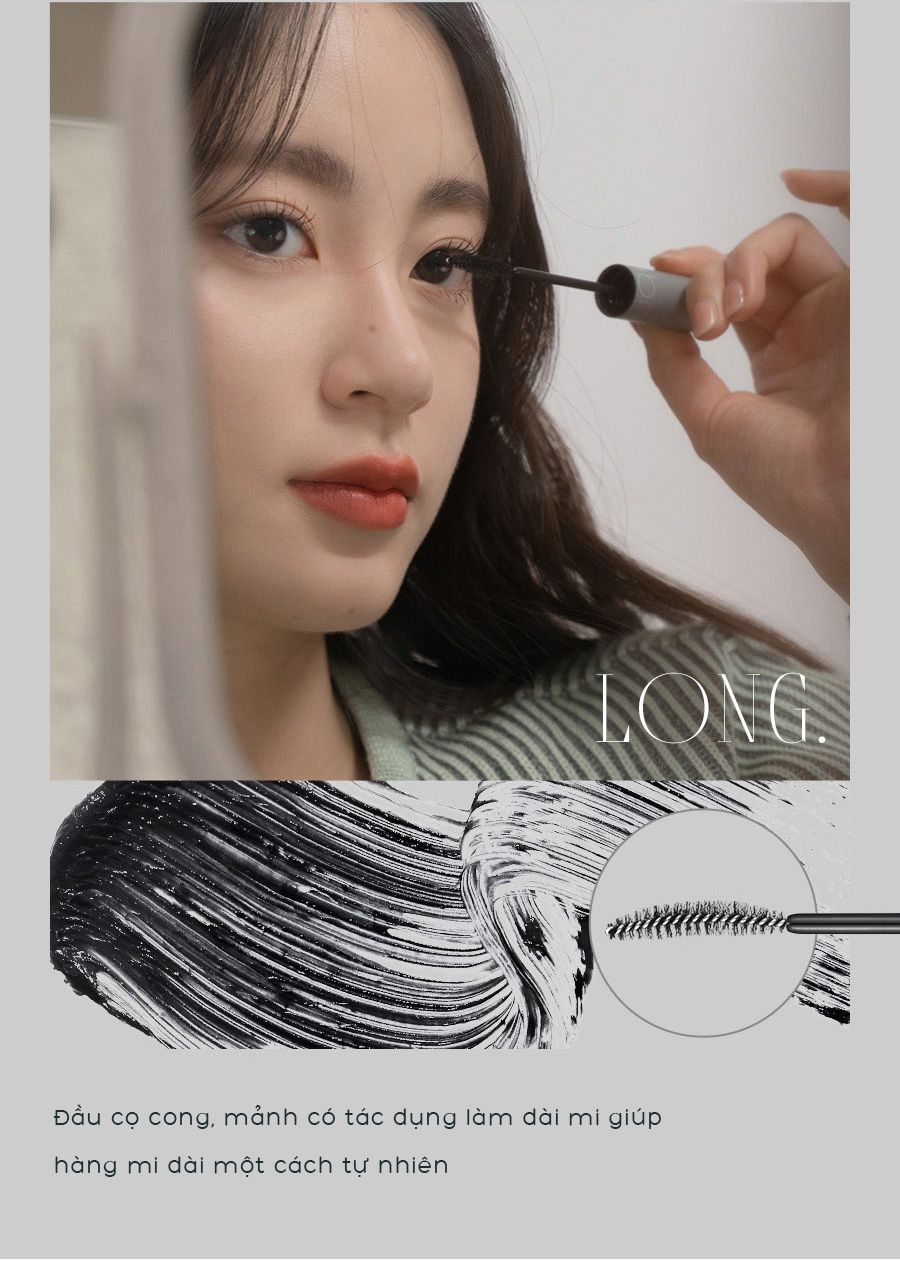 LONG.
Đầu cọ cong, mảnh có tác dụng làm dài mi giúp
hàng mi dài một cách tự nhiên